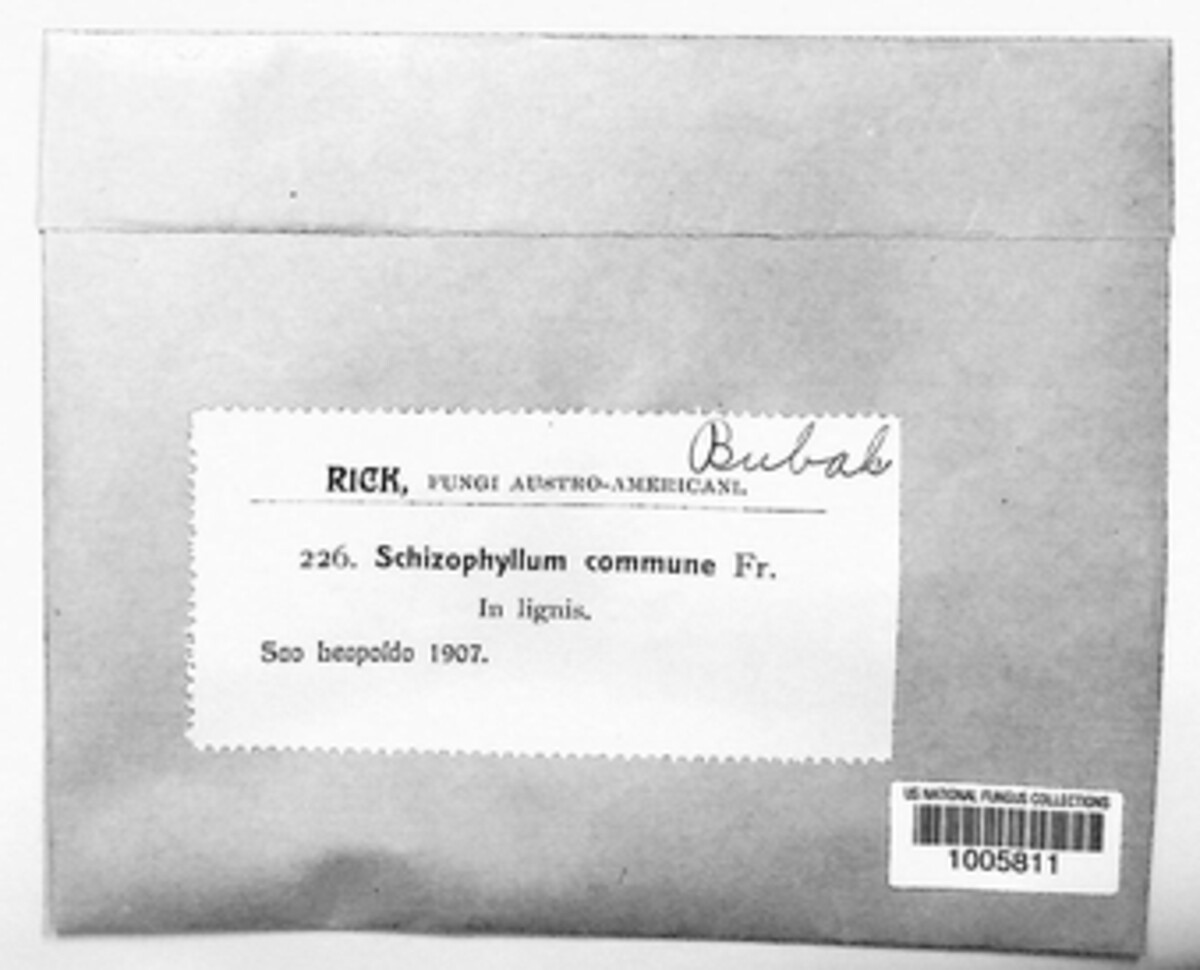 Bubak
RICK, FUNGI AUSTRO-AMERICANI.
226. Schizophyllum commune Fr.
In lignis.
Sao Leopoldo 1907.
US NATIONAL FUNGUS COLLECTIONS
1005811